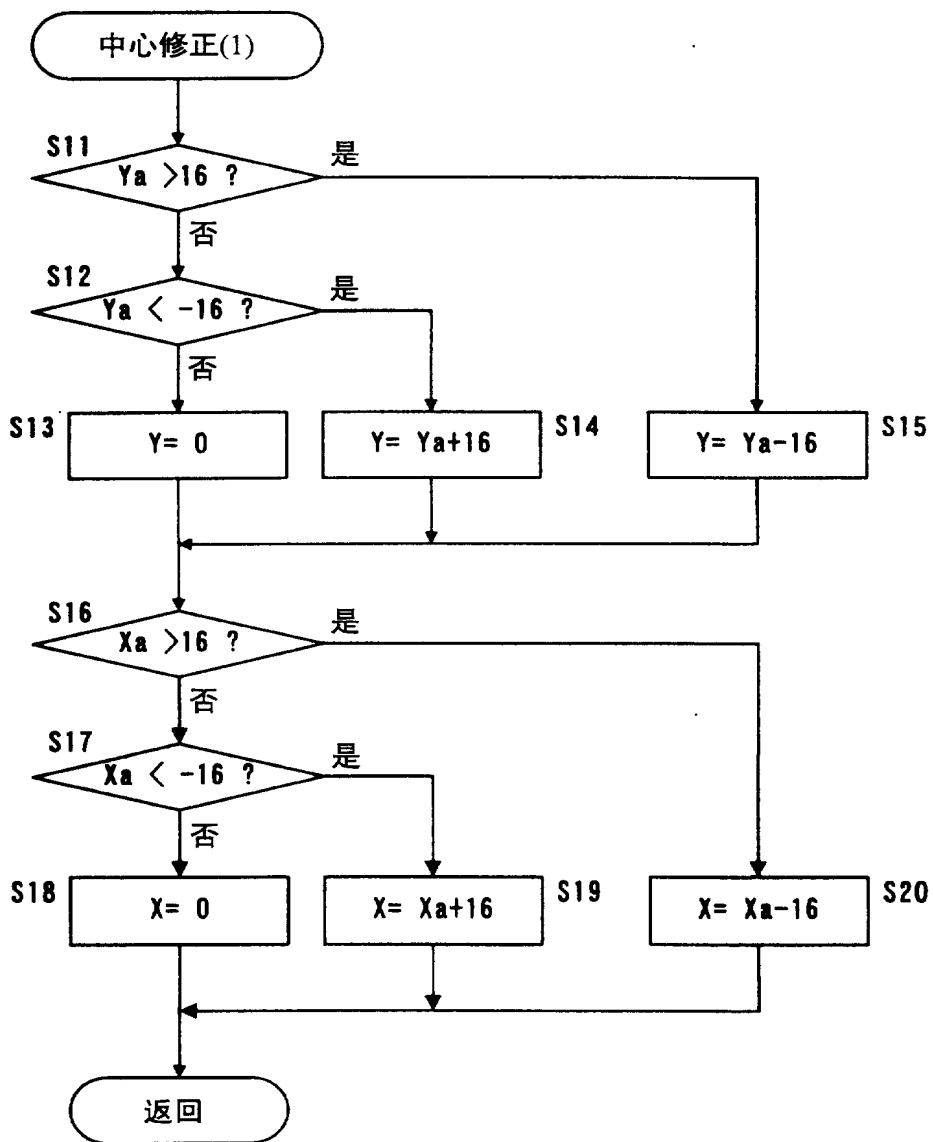 中心修正(1)
S11
Ya >16 ?
是
否
S12
Ya < -16 ?
是
否
S13
Y= 0
Y= Ya+16
S14
Y= Ya-16
S15
S16
Xa >16 ?
是
否
S17
Xa < -16 ?
是
否
S18
X= 0
X= Xa+16
S19
X= Xa-16
S20
返回